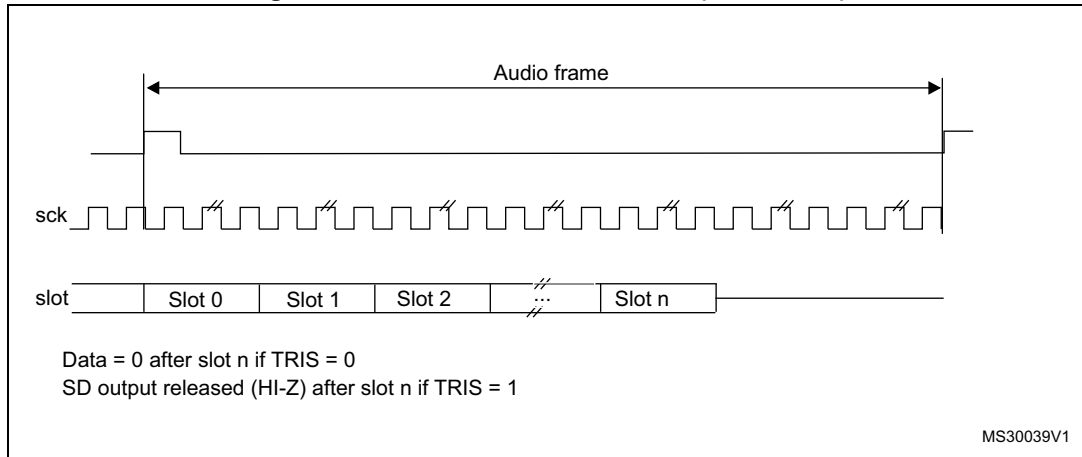 Audio frame
sck
slot Slot 0 Slot 1 Slot 2 ... Slot n
Data = 0 after slot n if TRIS = 0
SD output released (HI-Z) after slot n if TRIS = 1
MS30039V1